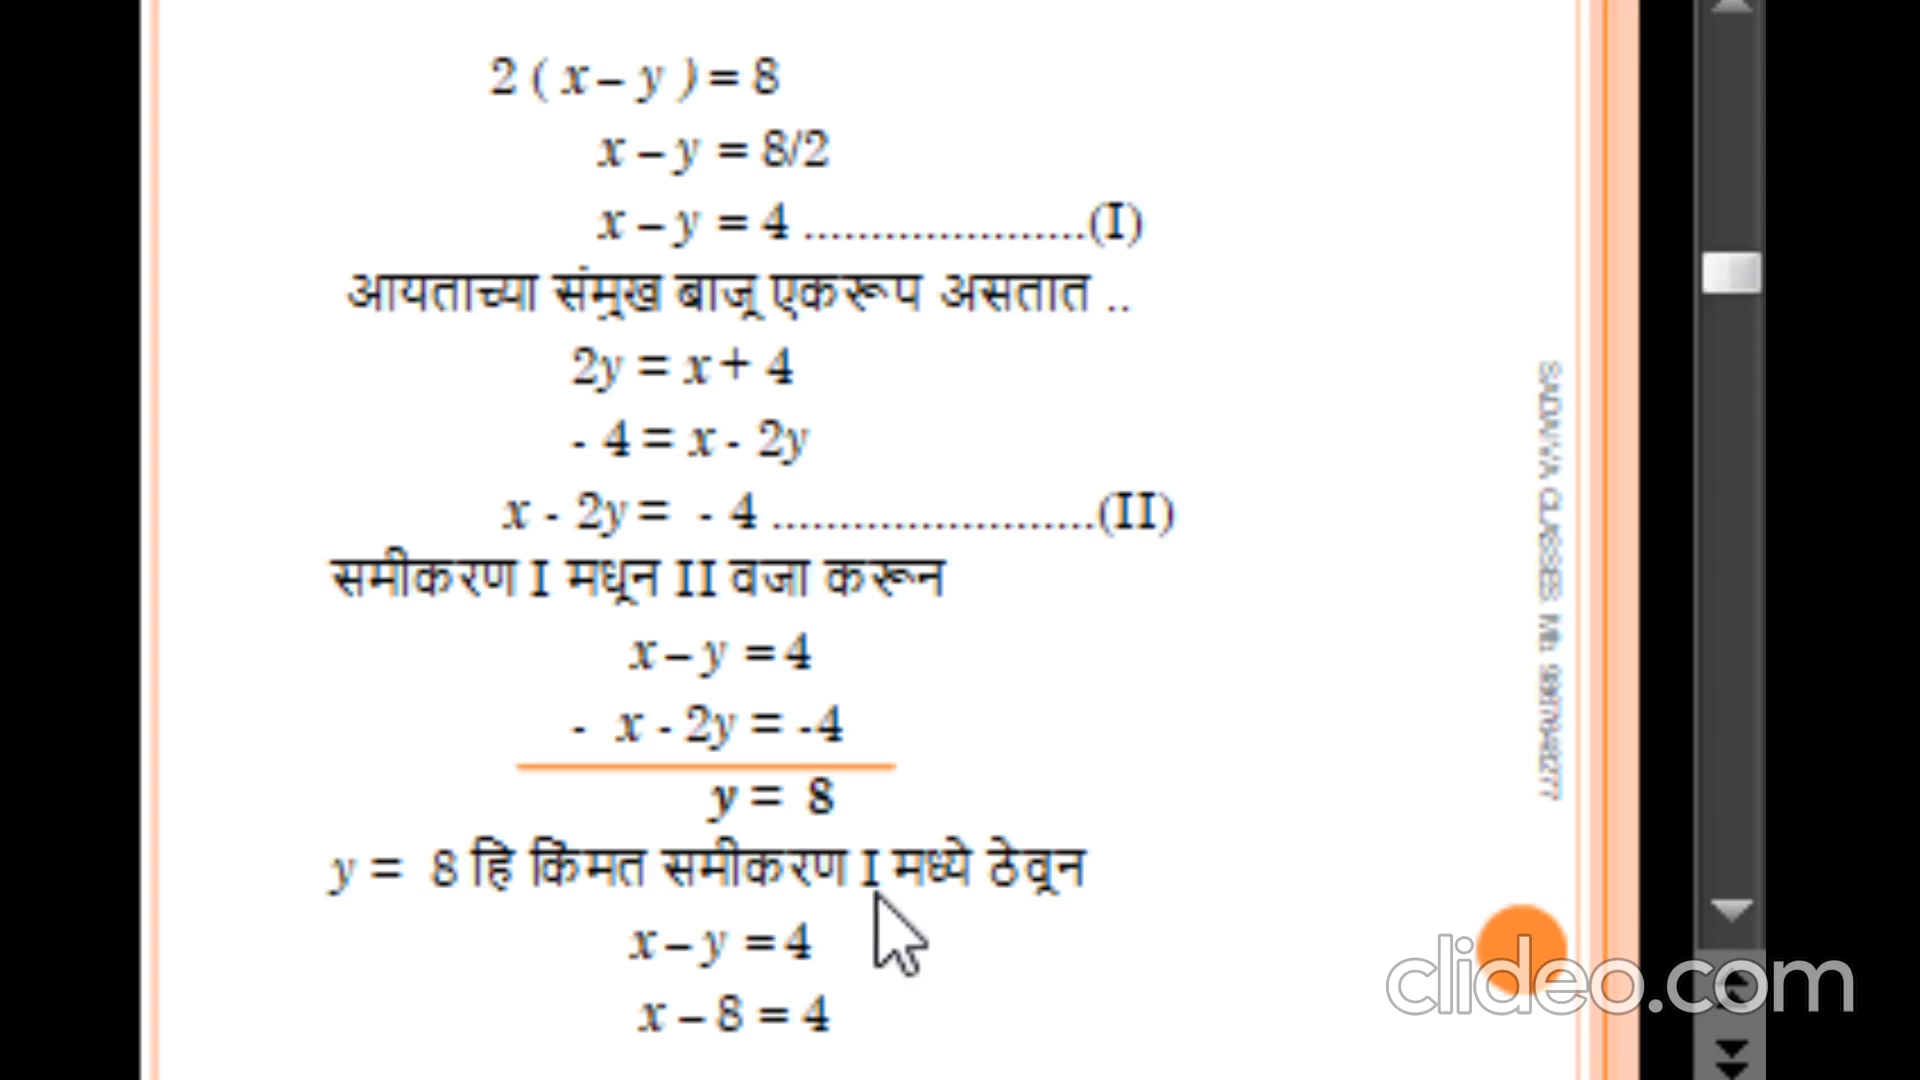 2 ( x – y ) = 8
x – y = 8/2
x – y = 4 .....................(I)
आयताच्या संमुख बाजू एकरूप असतात ..
2y = x + 4
- 4 = x - 2y
x - 2y = - 4 ........................(II)
समीकरण I मधून II वजा करून
x – y = 4
- x - 2y = -4
y = 8
y = 8 हि किंमत समीकरण I मध्ये ठेवून
x – y = 4
x – 8 = 4
CLASSES
clideo.com